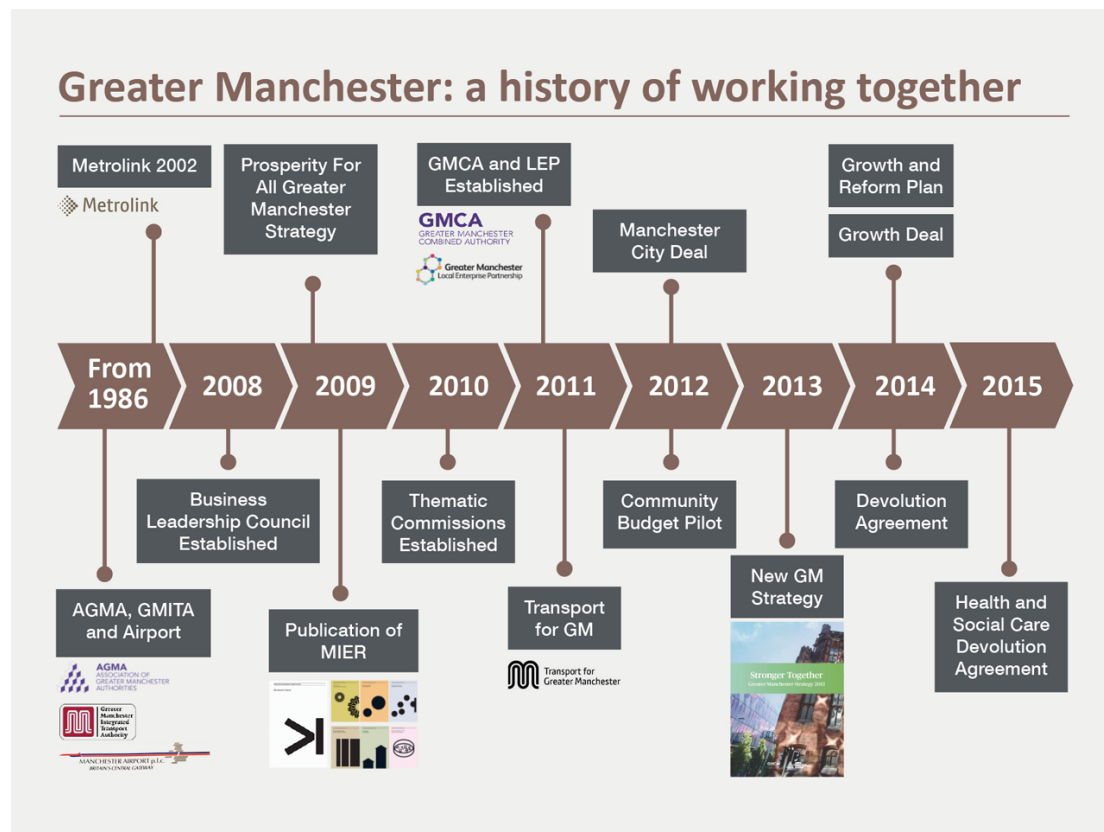 Greater Manchester: a history of working together
Metrolink 2002
Metrolink
Prosperity For
All Greater
Manchester
Strategy
GMCA and LEP
Established
GMCA
GREATER MANCHESTER
COMBINED AUTHORITY
Greater Manchester
Local Enterprise Partnership
Manchester
City Deal
Growth and
Reform Plan
Growth Deal
From
1986
2008
2009
2010
2011
2012
2013
2014
2015
Business
Leadership Council
Established
Thematic
Commissions
Established
Community
Budget Pilot
Devolution
Agreement
AGMA, GMITA
and Airport
AGMA
ASSOCIATION OF
GREATER MANCHESTER
AUTHORITIES
Greater
Manchester
Integrated
Transport
Authority
MANCHESTER AIRPORT p.l.c.
BRITAIN'S CENTRAL GATEWAY
Publication of
MIER
Transport
for GM
Transport for
Greater Manchester
New GM
Strategy
Stronger Together
Greater Manchester Strategy 2013
Health and
Social Care
Devolution
Agreement